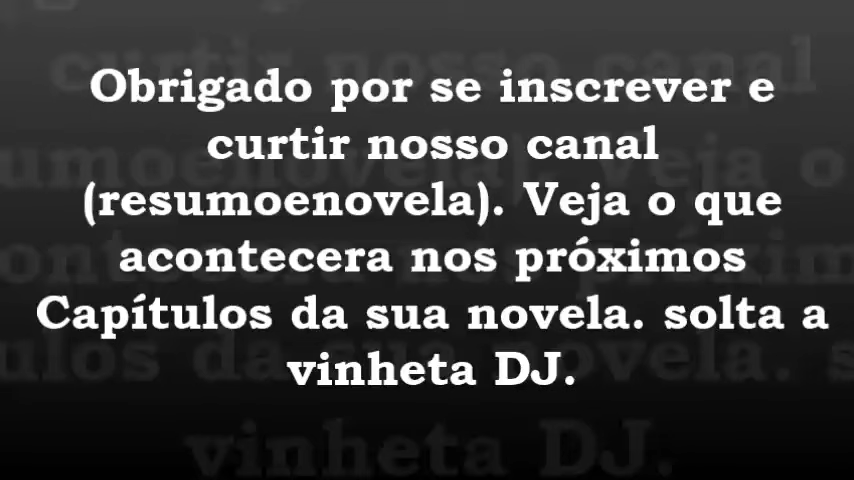 Obrigado por se inscrever e
curtir nosso canal
(resumoenovela). Veja o que
acontecera nos próximos
Capítulos da sua novela. solta a
vinheta DJ.